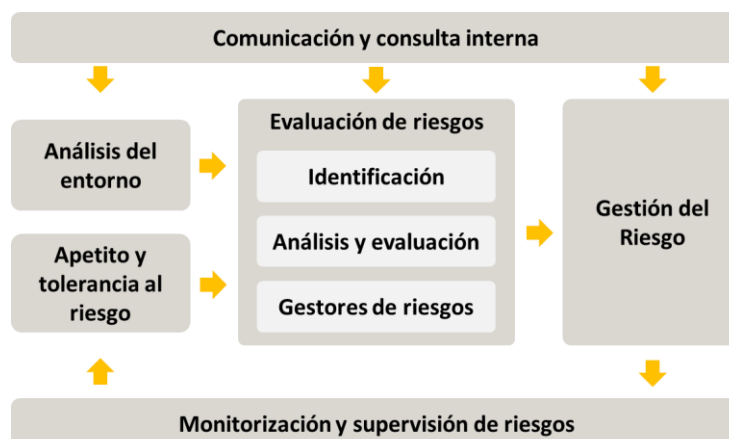 Comunicación y consulta interna
Análisis del
entorno
Apetito y
tolerancia al
riesgo
Evaluación de riesgos
Identificación
Análisis y evaluación
Gestores de riesgos
Gestión del
Riesgo
Monitorización y supervisión de riesgos